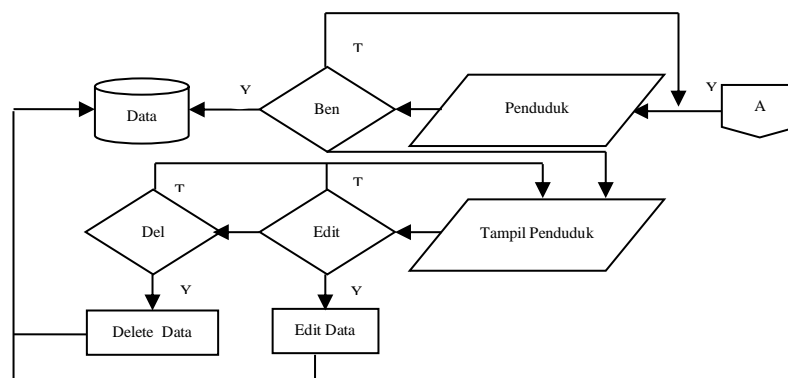 T
Y
Y
Data
Ben
Penduduk
A
T
T
Del
Edit
Tampil Penduduk
Y
Y
Delete Data
Edit Data